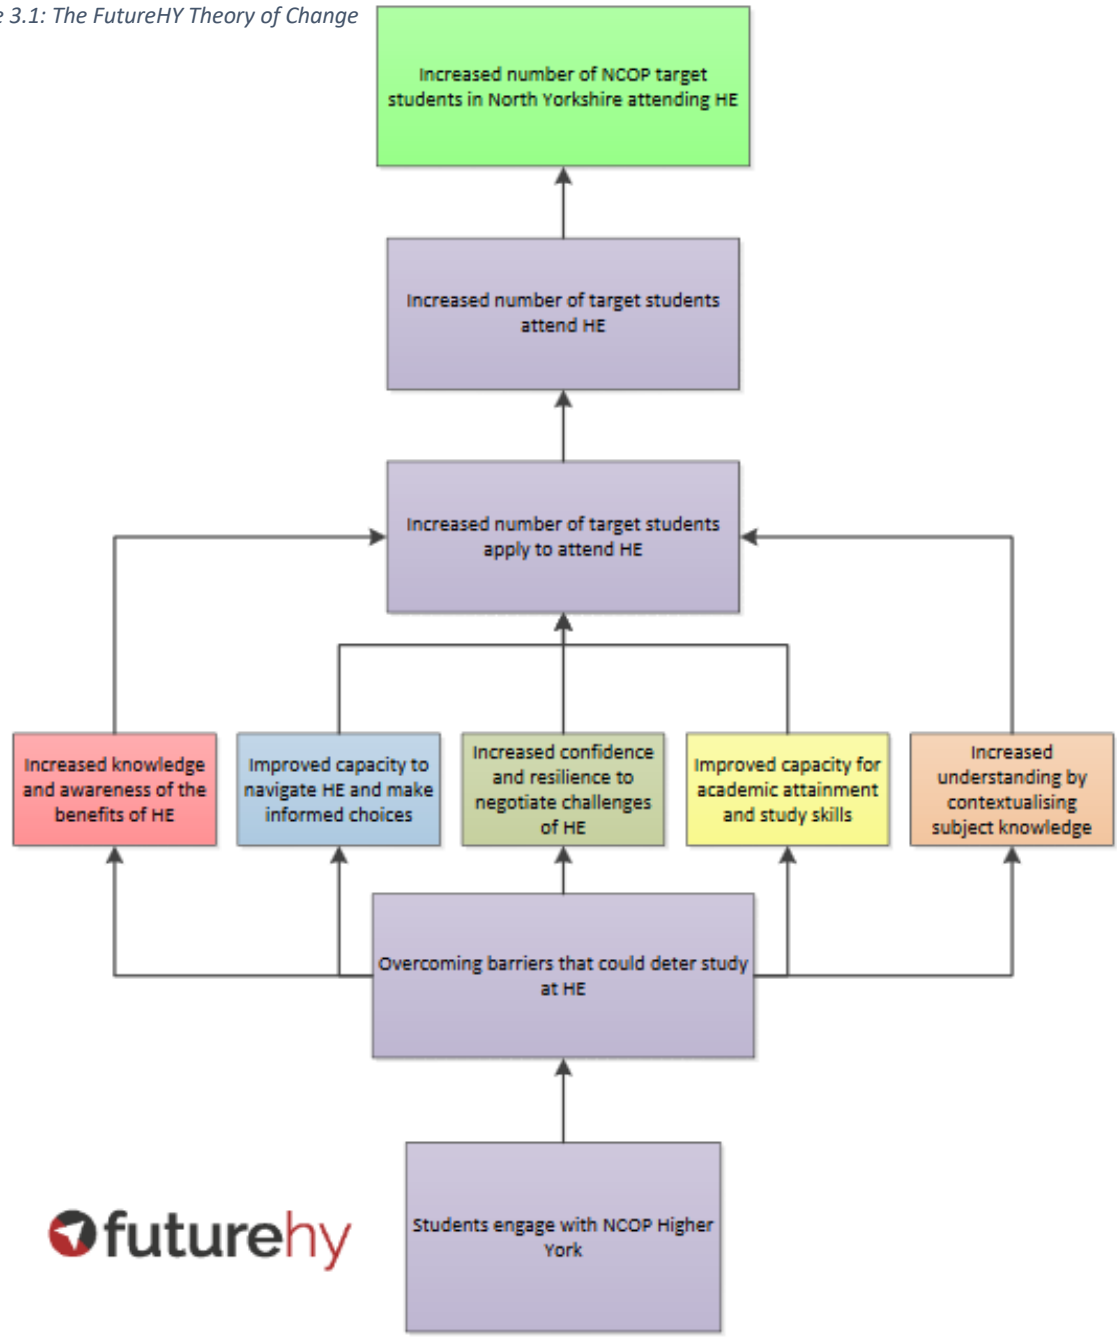 3.1: The FutureHY Theory of Change
Increased number of NCOP target
students in North Yorkshire attending HE
Increased number of target students
attend HE
Increased number of target students
apply to attend HE
Increased knowledge
and awareness of the
benefits of HE
Improved capacity to
navigate HE and make
informed choices
Increased confidence
and resilience to
negotiate challenges
of HE
Improved capacity for
academic attainment
and study skills
Increased
understanding by
contextualising
subject knowledge
Overcoming barriers that could deter study
at HE
Students engage with NCOP Higher
York
futurehy